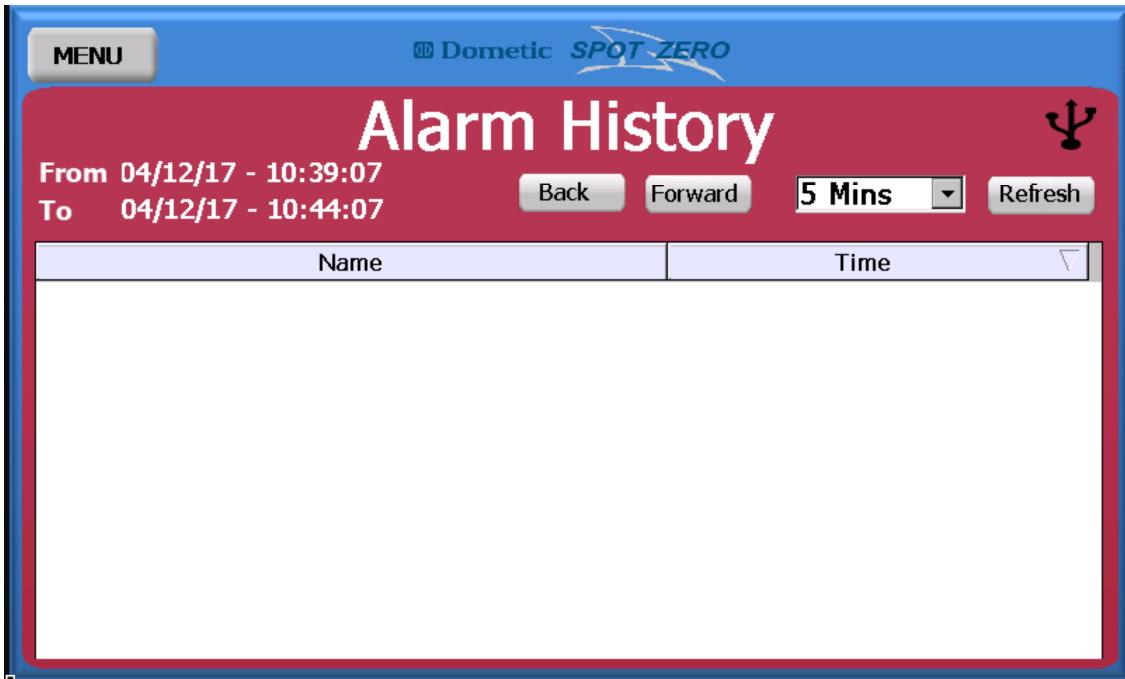 MENU
Dometic SPOT ZERO
Alarm History
From 04/12/17 - 10:39:07
To 04/12/17 - 10:44:07
Back Forward 5 Mins Refresh
Name Time